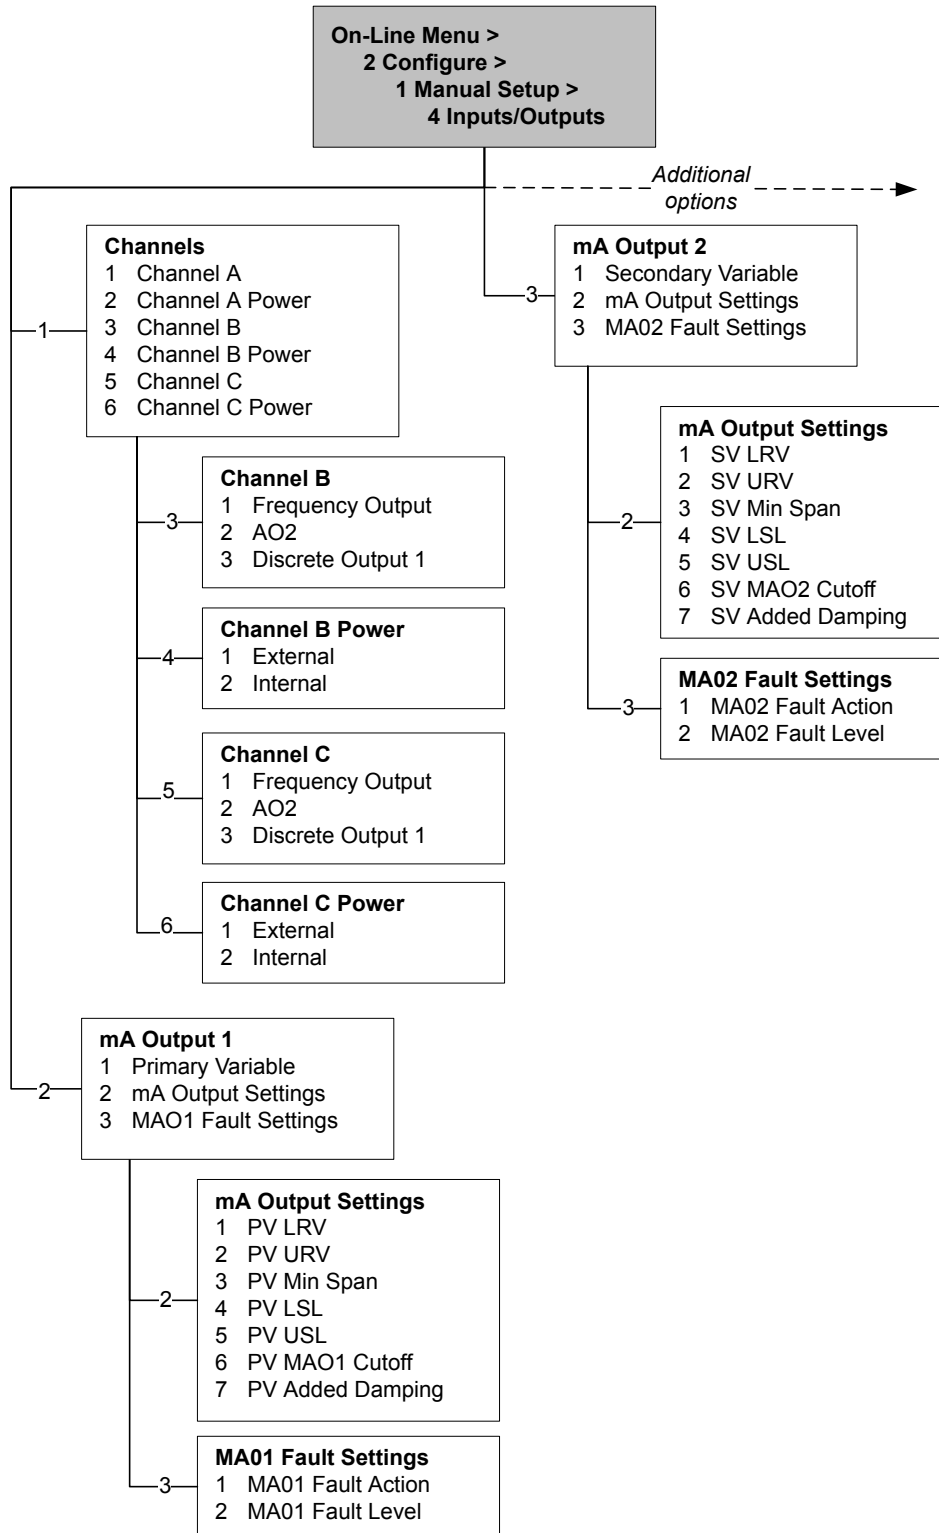 On-Line Menu >
2 Configure >
1 Manual Setup >
4 Inputs/Outputs
Additional
options
Channels
1 Channel A
2 Channel A Power
3 Channel B
4 Channel B Power
5 Channel C
6 Channel C Power
1
mA Output 2
1 Secondary Variable
2 mA Output Settings
3 MA02 Fault Settings
3
mA Output Settings
1 SV LRV
2 SV URV
3 SV Min Span
4 SV LSL
5 SV USL
6 SV MAO2 Cutoff
7 SV Added Damping
2
MA02 Fault Settings
1 MA02 Fault Action
2 MA02 Fault Level
3
Channel B
1 Frequency Output
2 AO2
3 Discrete Output 1
3
Channel B Power
1 External
2 Internal
4
Channel C
1 Frequency Output
2 AO2
3 Discrete Output 1
5
Channel C Power
1 External
2 Internal
6
mA Output 1
1 Primary Variable
2 mA Output Settings
3 MAO1 Fault Settings
2
mA Output Settings
1 PV LRV
2 PV URV
3 PV Min Span
4 PV LSL
5 PV USL
6 PV MAO1 Cutoff
7 PV Added Damping
2
MA01 Fault Settings
1 MA01 Fault Action
2 MA01 Fault Level
3